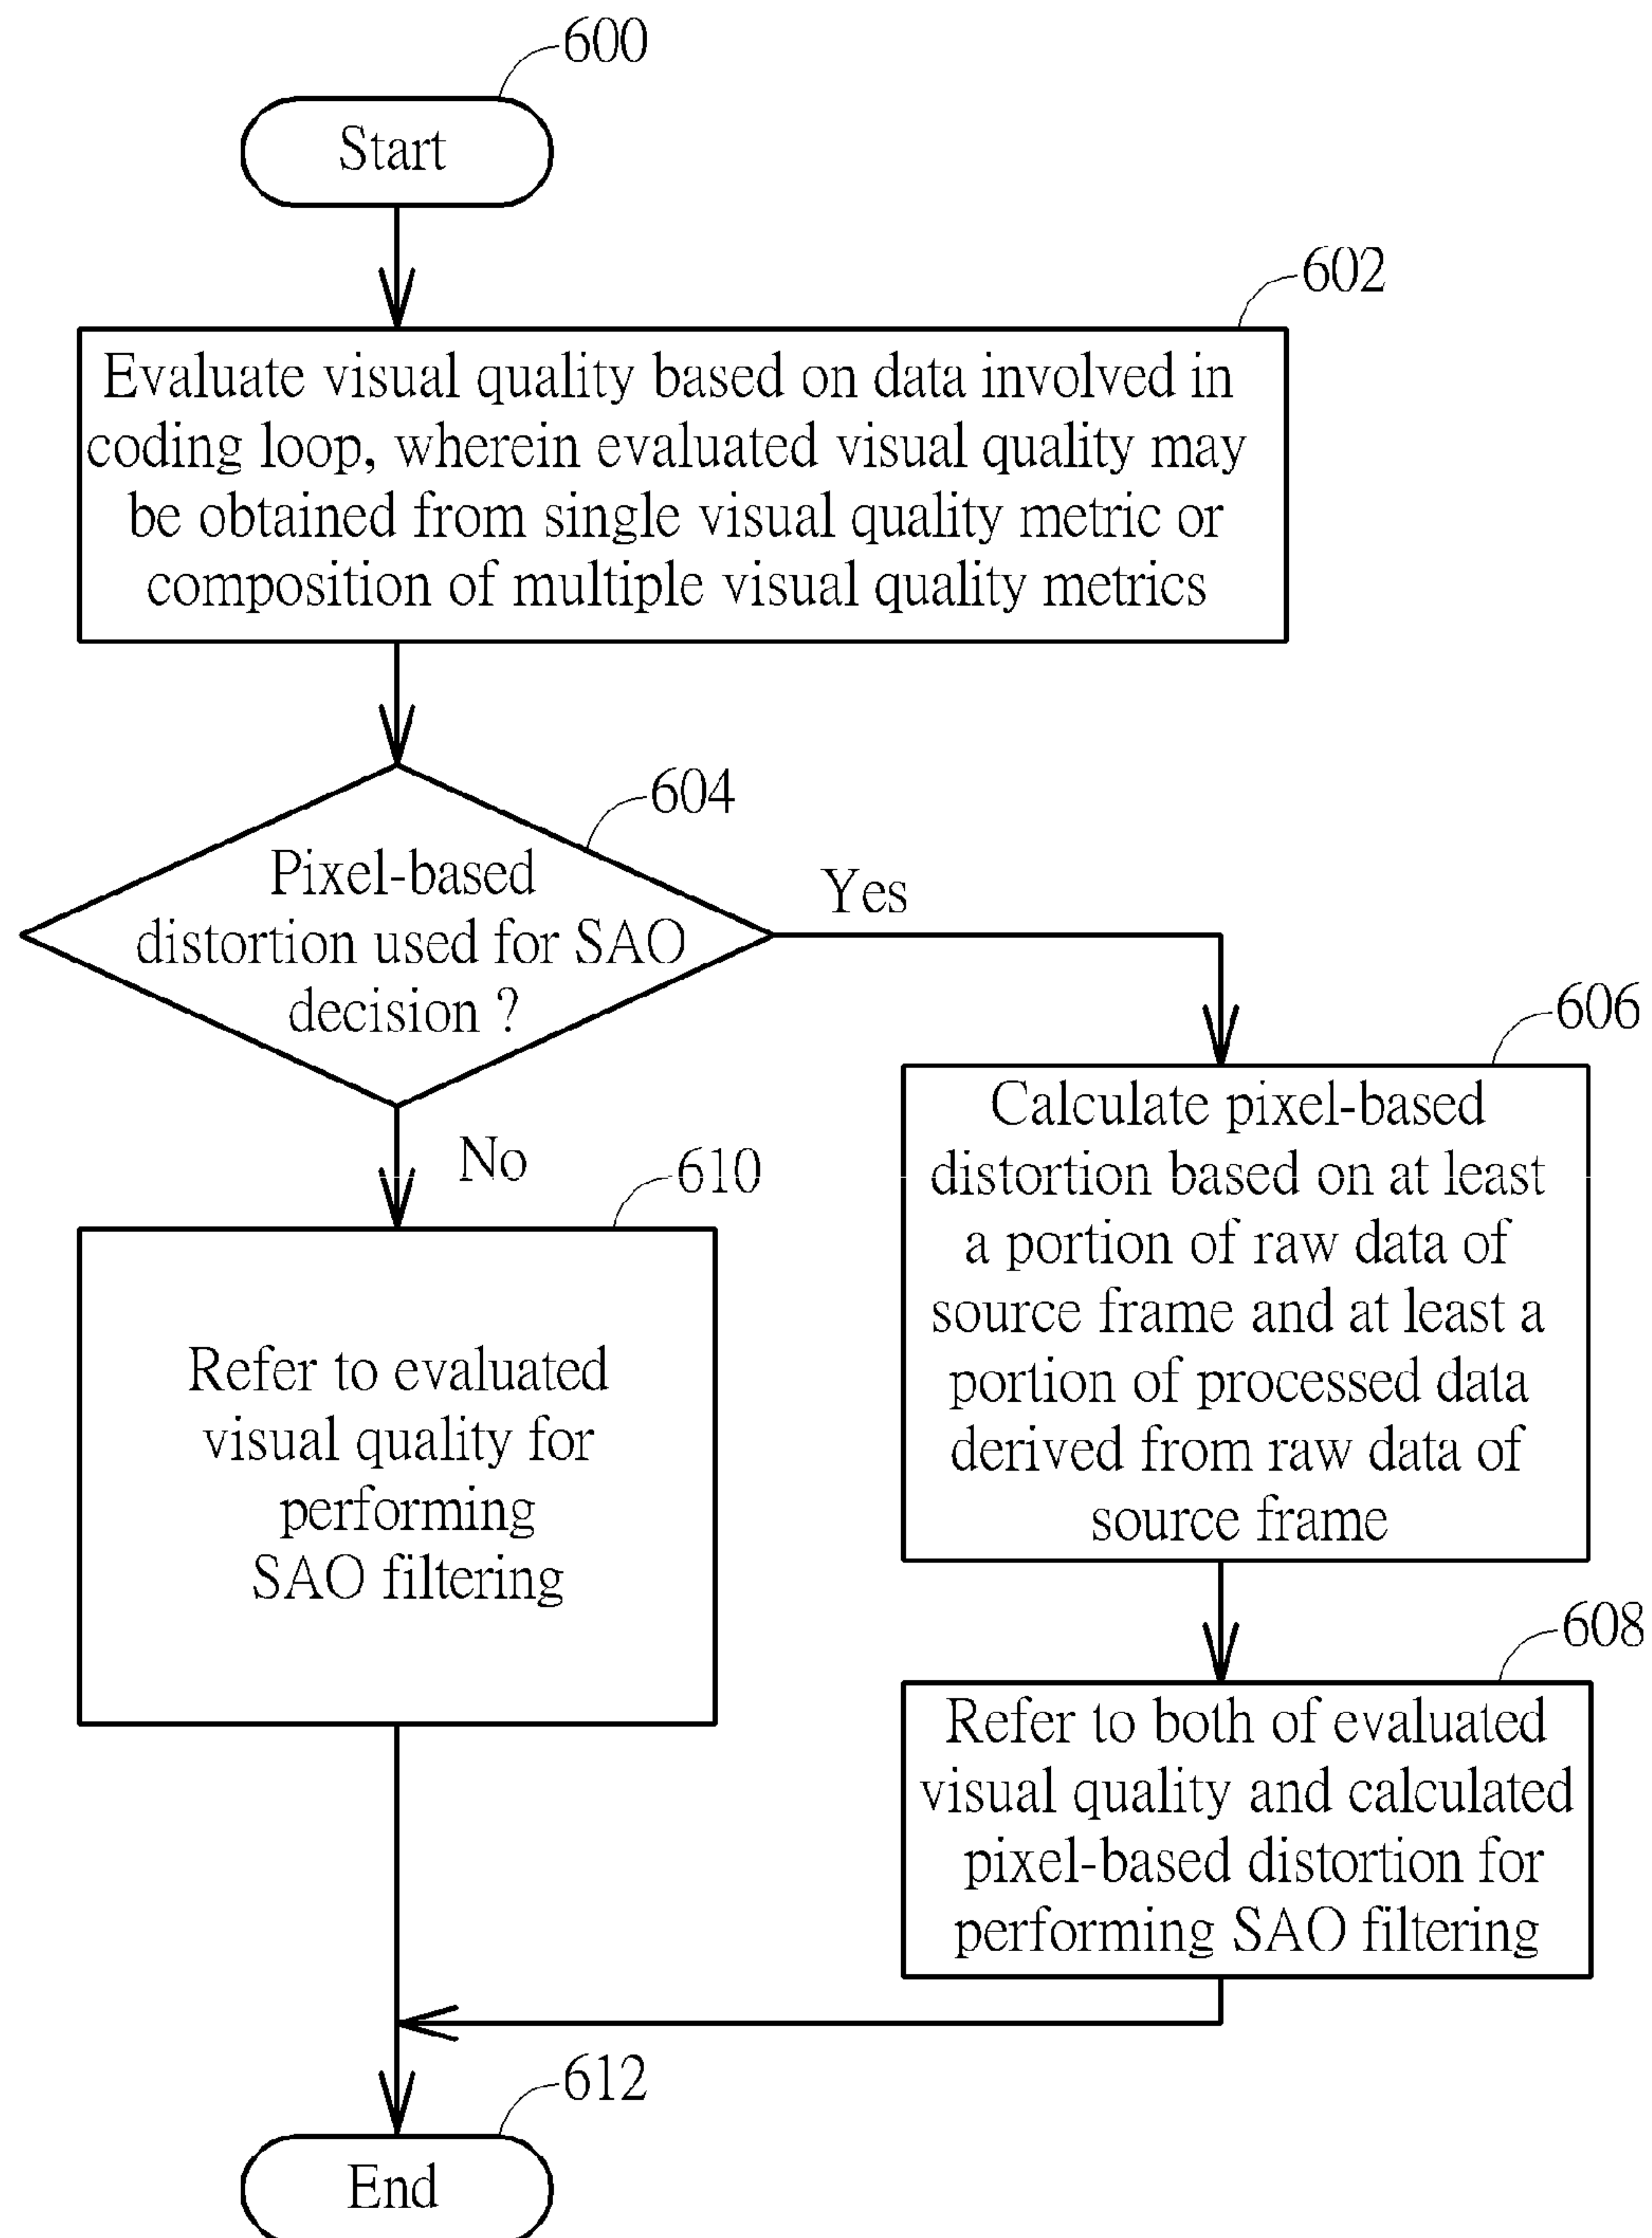 600
Start
602
Evaluate visual quality based on data involved in
coding loop, wherein evaluated visual quality may
be obtained from single visual quality metric or
composition of multiple visual quality metrics
604
Pixel-based
distortion used for SAO
decision ?
Yes
No
606
Calculate pixel-based
distortion based on at least
a portion of raw data of
source frame and at least a
portion of processed data
derived from raw data of
source frame
610
Refer to evaluated
visual quality for
performing
SAO filtering
608
Refer to both of evaluated
visual quality and calculated
pixel-based distortion for
performing SAO filtering
612
End